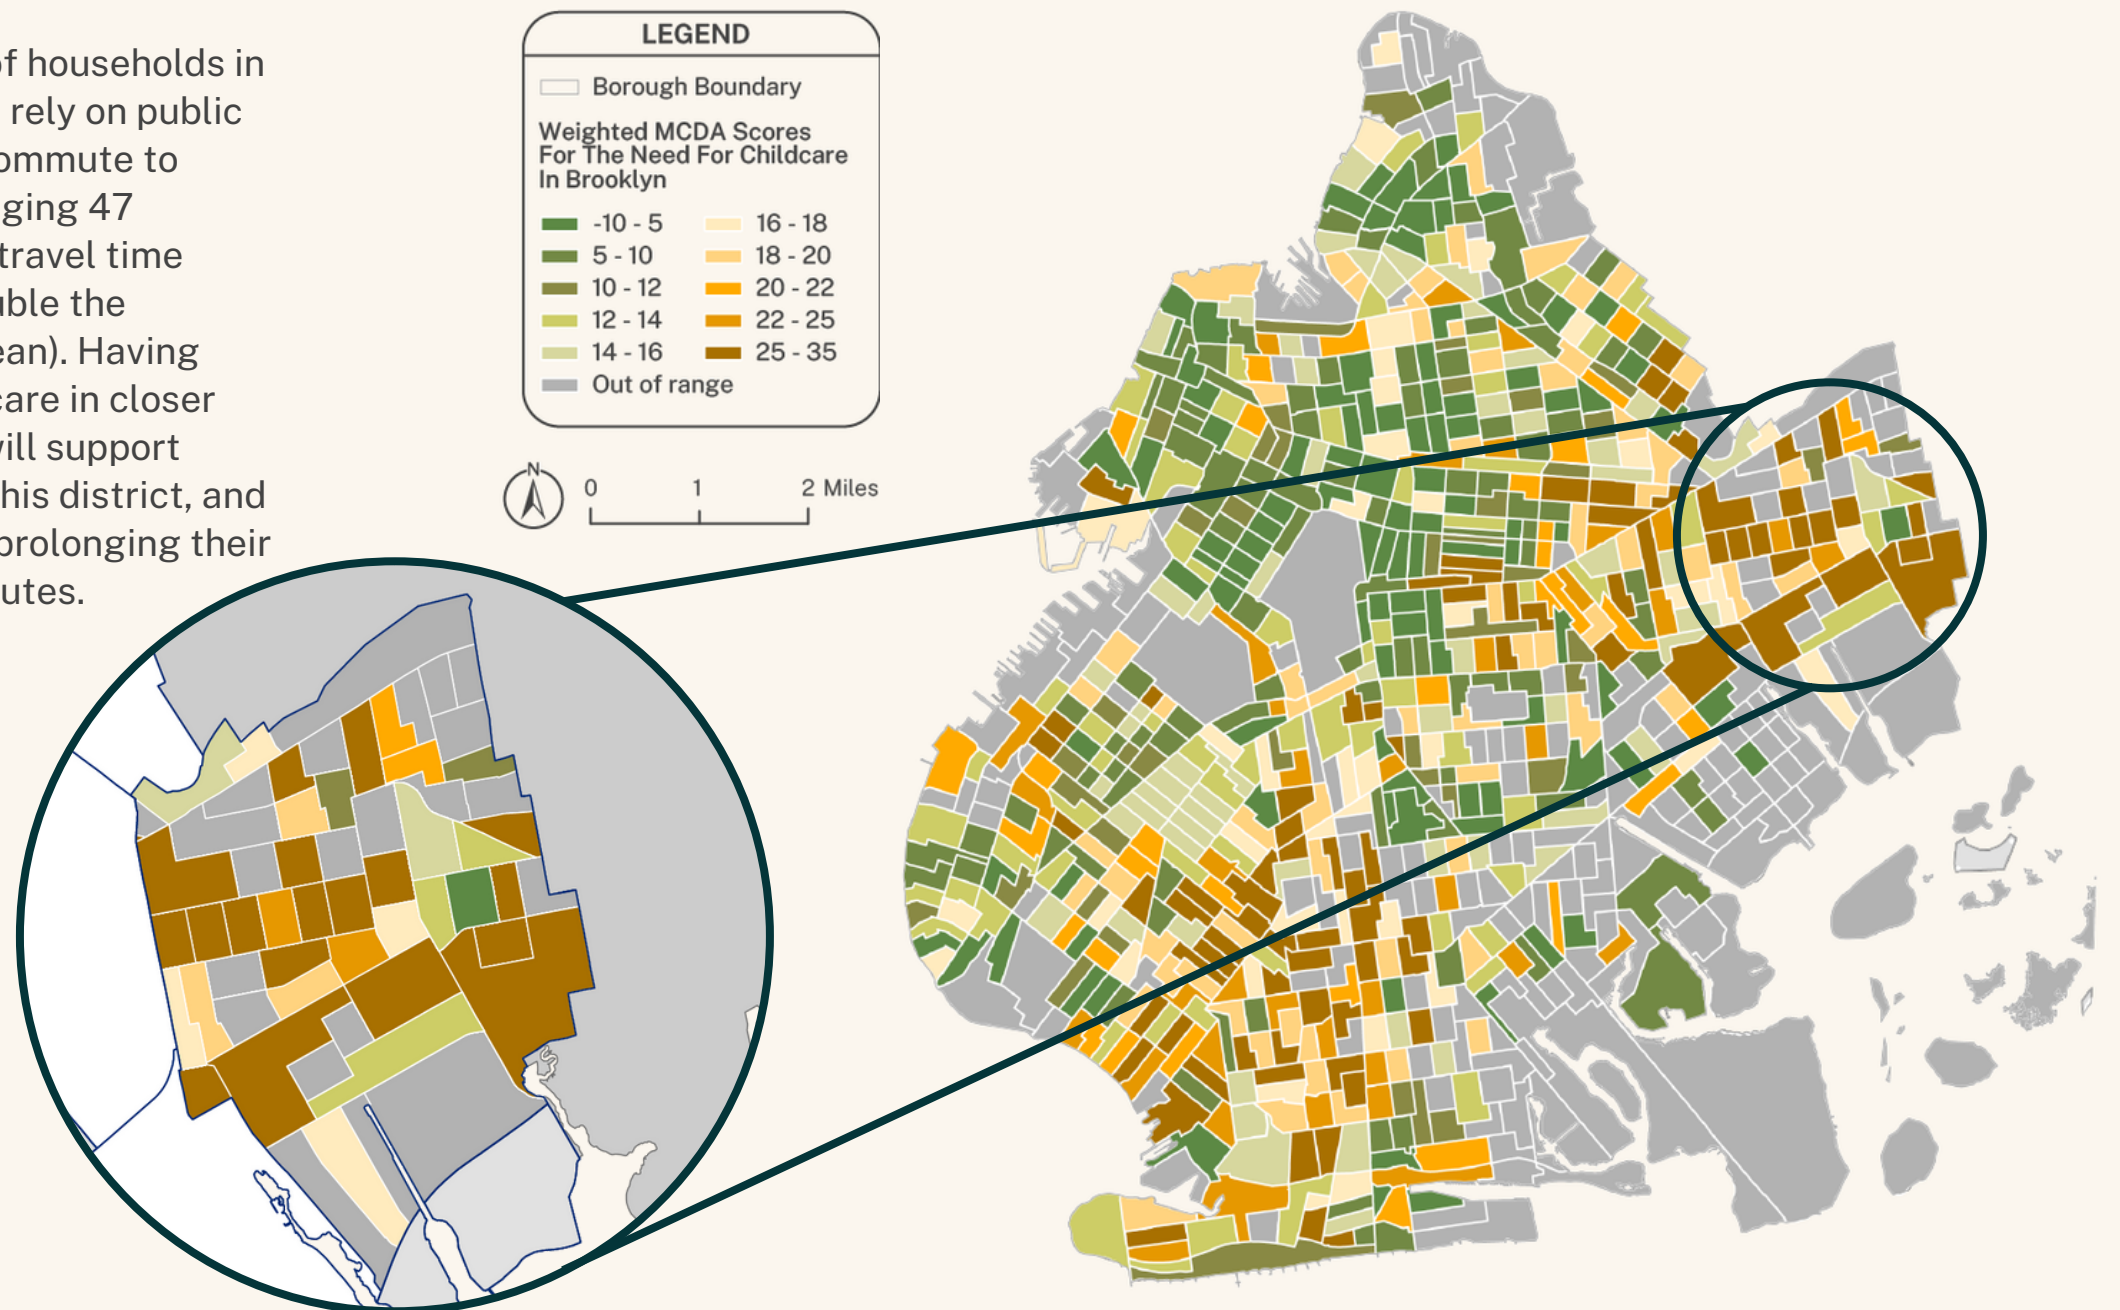 of households in
rely on public
ommute to
ging 47
travel time
uble the
ean). Having
care in closer
will support
his district, and
prolonging their
utes.
LEGEND
Borough Boundary
Weighted MCDA Scores
For The Need For Childcare
In Brooklyn
-10 - 5
5 - 10
10 - 12
12 - 14
14 - 16
Out of range
16 - 18
18 - 20
20 - 22
22 - 25
25 - 35
N
0 1 2 Miles